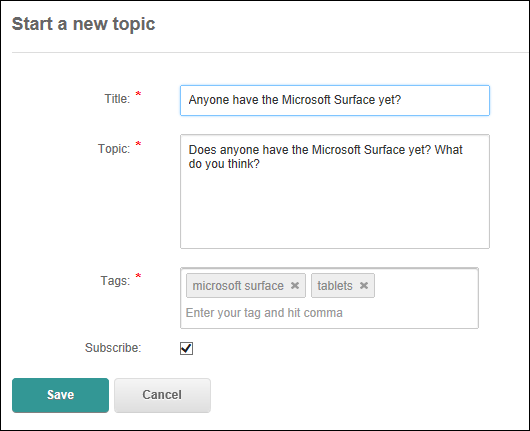 Start a new topic
Title: *
Anyone have the Microsoft Surface yet?
Topic: *
Does anyone have the Microsoft Surface yet? What
do you think?
Tags: *
microsoft surface ✖ tablets ✖
Enter your tag and hit comma
Subscribe:
Save Cancel